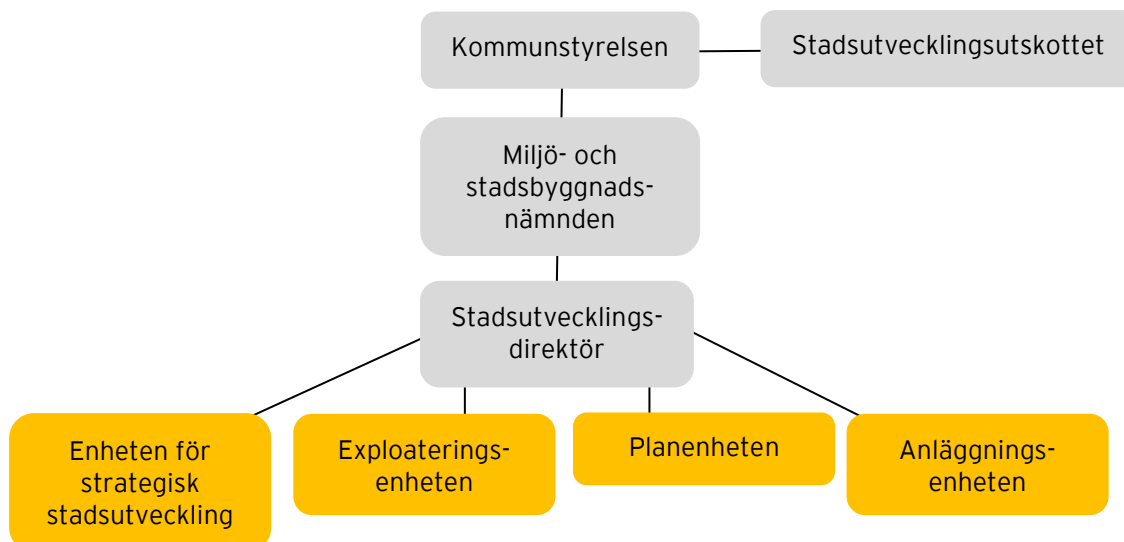 Kommunstyrelsen
Stadsutvecklingsutskottet
Miljö- och
stadsbyggnads-
nämnden
Stadsutvecklings-
direktör
Enheten för
strategisk
stadsutveckling
Exploaterings-
enheten
Planenheten
Anläggnings-
enheten